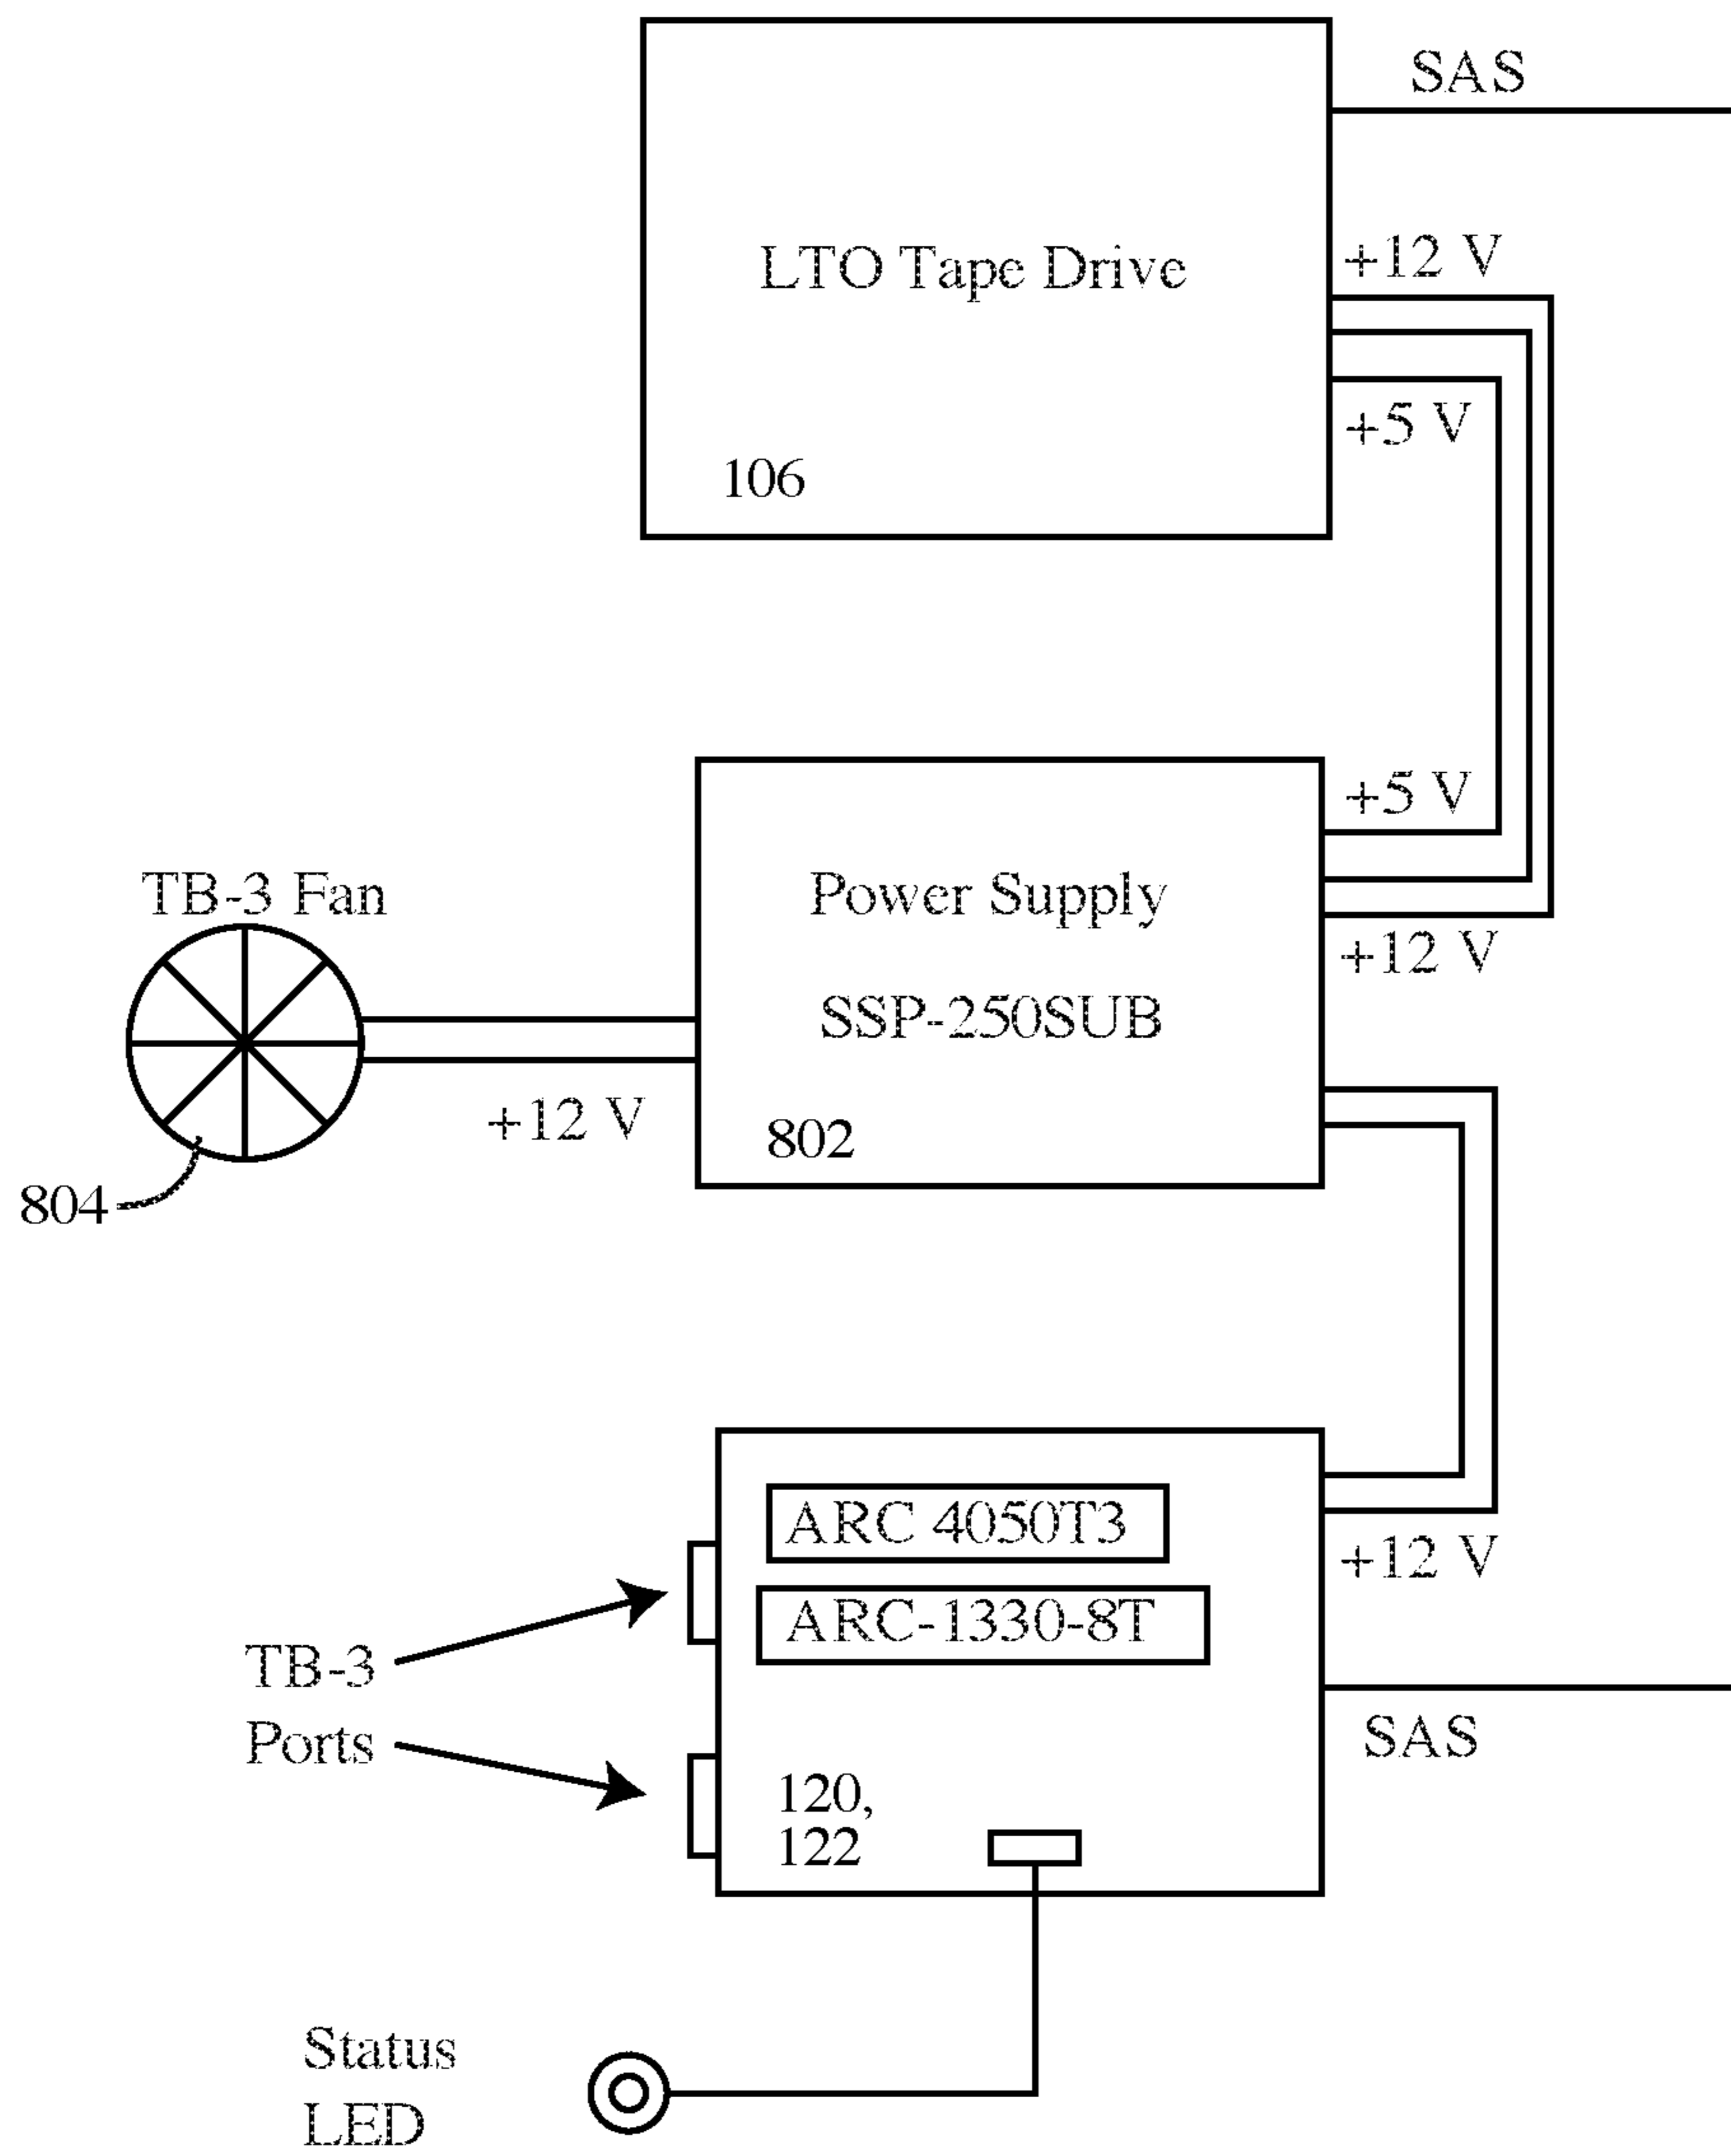 SAS
+12 V
LTO Tape Drive
+5 V
106
+5 V
TB-3 Fan
Power Supply
+12 V
SSP-250SUB
+12 V
802
804
ARC 4050T3
+12 V
ARC-1330-8T
TB-3
Ports
SAS
120,
122
Status
LED